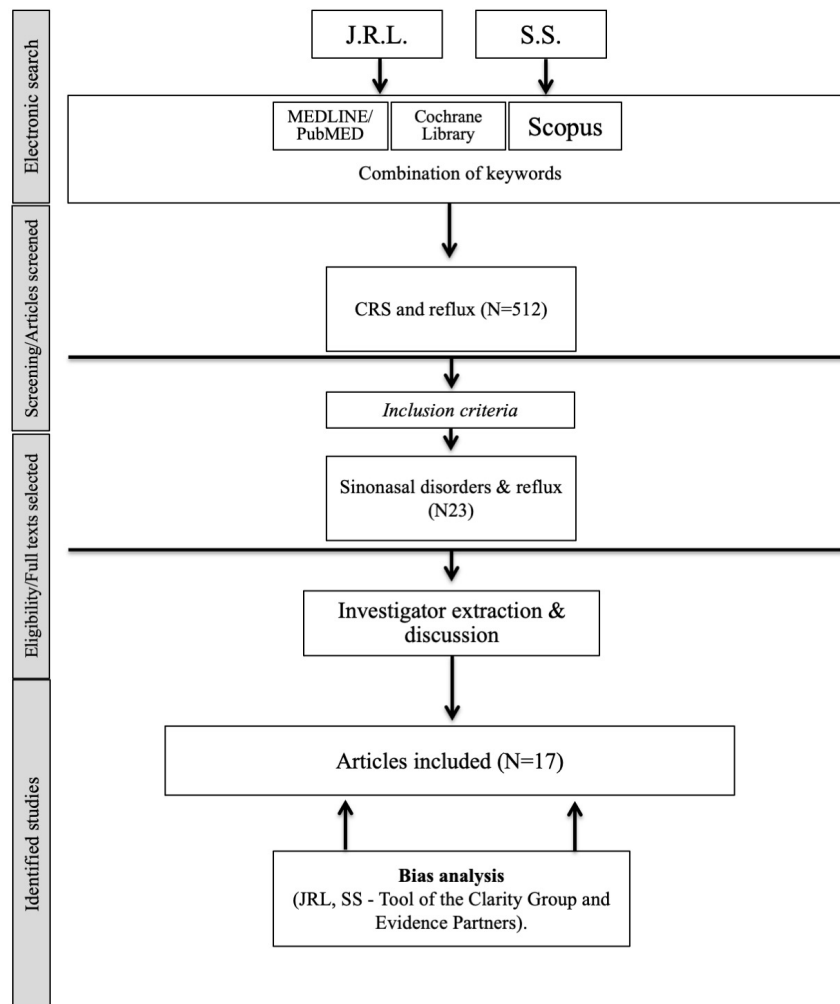 J.R.L.
S.S.
Electronic search
MEDLINE/
PubMED
Cochrane
Library
Scopus
Combination of keywords
Screening/Articles screened
CRS and reflux (N=512)
Inclusion criteria
Eligibility/Full texts selected
Sinonasal disorders & reflux
(N23)
Investigator extraction &
discussion
Identified studies
Articles included (N=17)
Bias analysis
(JRL, SS - Tool of the Clarity Group and
Evidence Partners).